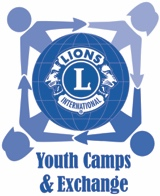 LIONS
L
INTERNATIONAL
Youth Camps
& Exchange